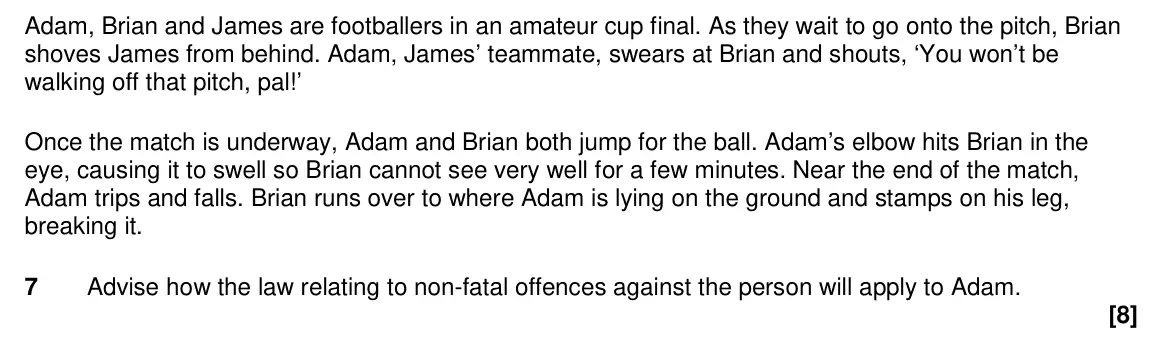 Adam, Brian and James are footballers in an amateur cup final. As they wait to go onto the pitch, Brian
shoves James from behind. Adam, James’ teammate, swears at Brian and shouts, ‘You won’t be
walking off that pitch, pal!’
Once the match is underway, Adam and Brian both jump for the ball. Adam’s elbow hits Brian in the
eye, causing it to swell so Brian cannot see very well for a few minutes. Near the end of the match,
Adam trips and falls. Brian runs over to where Adam is lying on the ground and stamps on his leg,
breaking it.
7 Advise how the law relating to non-fatal offences against the person will apply to Adam.
[8]